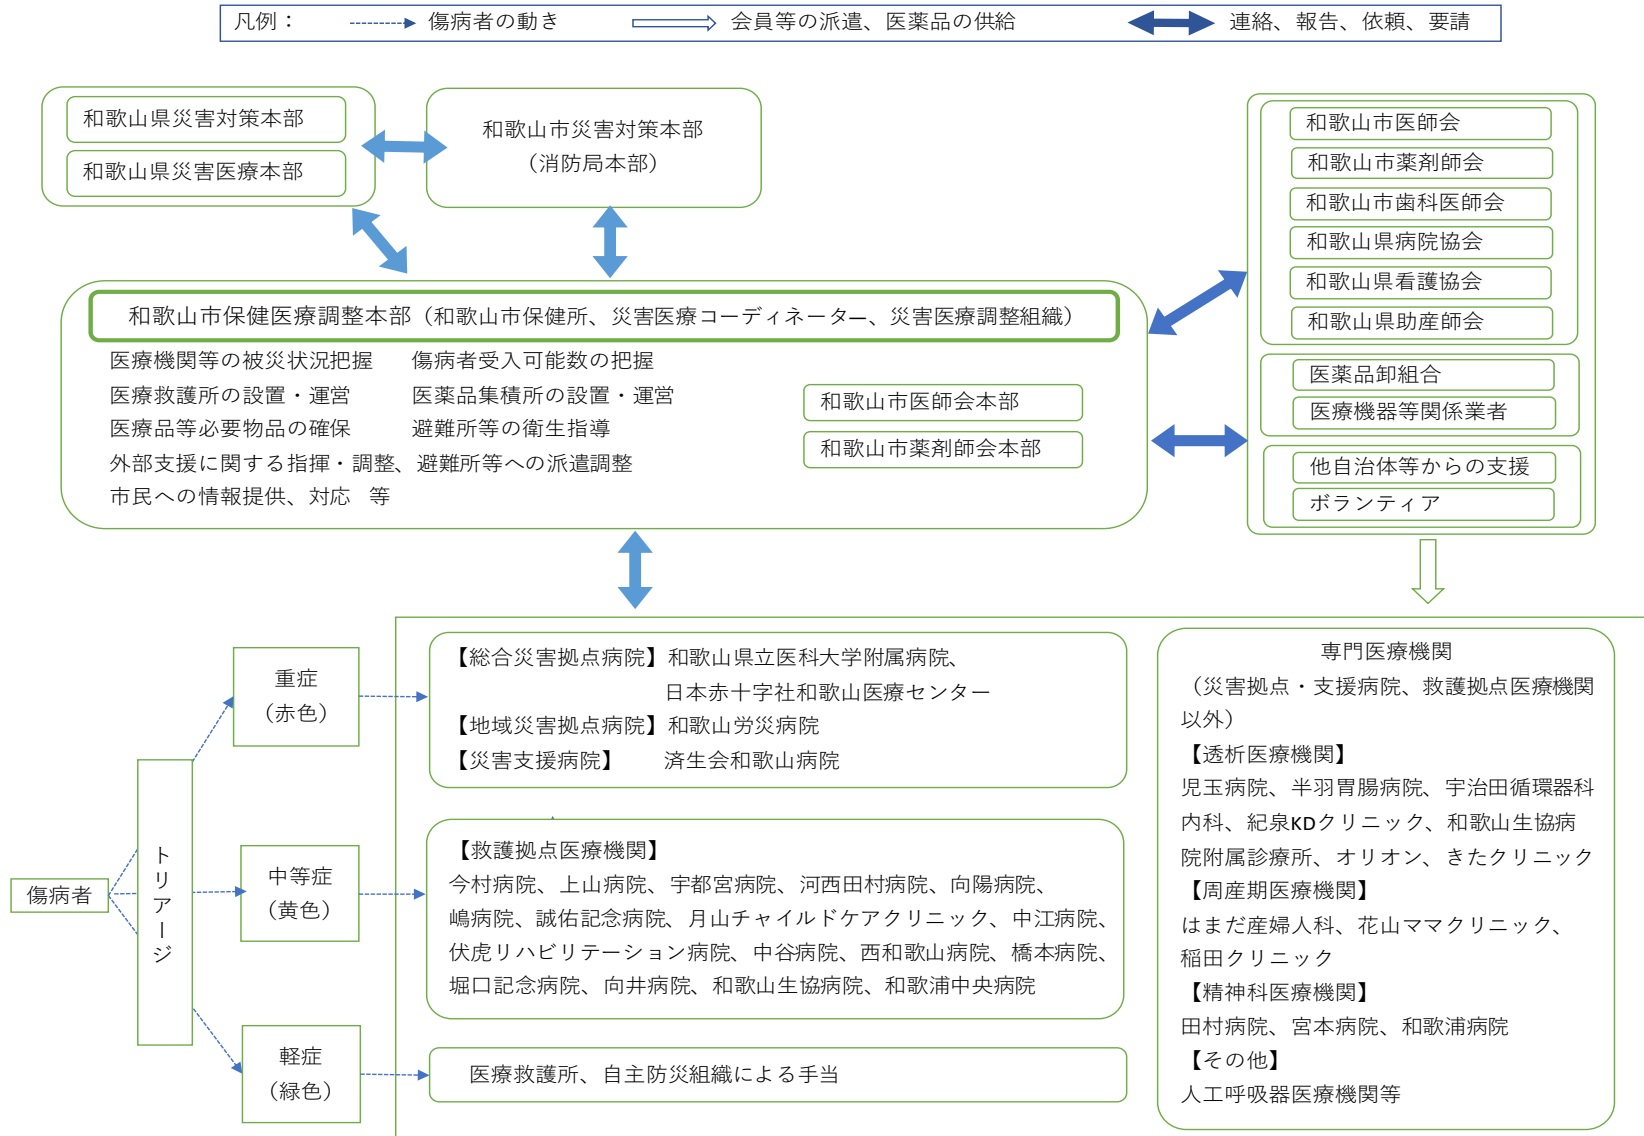 凡例：
傷病者の動き
会員等の派遣、医薬品の供給
連絡、報告、依頼、要請
和歌山県災害対策本部
和歌山県災害医療本部
和歌山市災害対策本部
（消防局本部）
和歌山市医師会
和歌山市薬剤師会
和歌山市歯科医師会
和歌山県病院協会
和歌山県看護協会
和歌山県助産師会
医薬品卸組合
医療機器等関係業者
他自治体等からの支援
ボランティア
和歌山市保健医療調整本部（和歌山市保健所、災害医療コーディネーター、災害医療調整組織）
医療機関等の被災状況把握　傷病者受入可能数の把握
医療救護所の設置・運営　医薬品集積所の設置・運営
医療品等必要物品の確保　避難所等の衛生指導
外部支援に関する指揮・調整、避難所等への派遣調整
市民への情報提供、対応　等
和歌山市医師会本部
和歌山市薬剤師会本部
傷病者
トリアージ
重症
（赤色）
中等症
（黄色）
軽症
（緑色）
【総合災害拠点病院】和歌山県立医科大学附属病院、
日本赤十字社和歌山医療センター
【地域災害拠点病院】和歌山労災病院
【災害支援病院】　済生会和歌山病院
【救護拠点医療機関】
今村病院、上山病院、宇都宮病院、河西田村病院、向陽病院、
嶋病院、誠佑記念病院、月山チャイルドケアクリニック、中江病院、
伏虎リハビリテーション病院、中谷病院、西和歌山病院、橋本病院、
堀口記念病院、向井病院、和歌山生協病院、和歌浦中央病院
医療救護所、自主防災組織による手当
専門医療機関
（災害拠点・支援病院、救護拠点医療機関
以外）
【透析医療機関】
児玉病院、半羽胃腸病院、宇治田循環器科
内科、紀泉KDクリニック、和歌山生協病
院附属診療所、オリオン、きたクリニック
【周産期医療機関】
はまだ産婦人科、花山ママクリニック、
稲田クリニック
【精神科医療機関】
田村病院、宮本病院、和歌浦病院
【その他】
人工呼吸器医療機関等